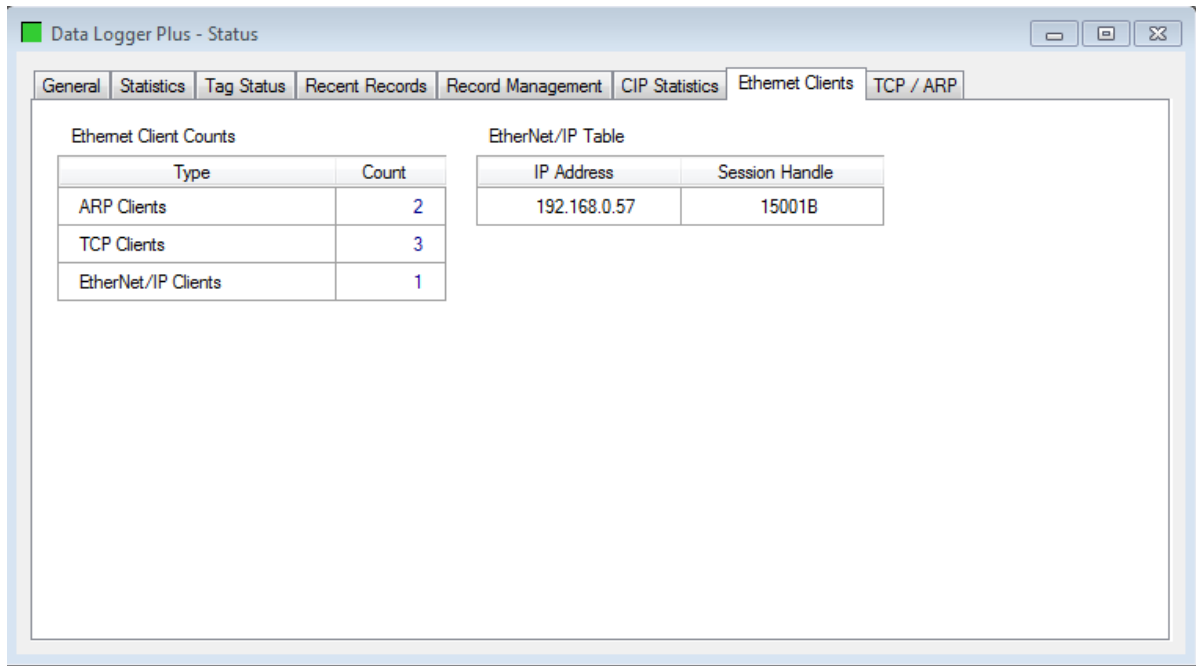 Data Logger Plus - Status
General Statistics Tag Status Recent Records Record Management CIP Statistics Ethernet Clients TCP / ARP
Ethernet Client Counts
Type Count
ARP Clients 2
TCP Clients 3
EtherNet/IP Clients 1
EtherNet/IP Table
IP Address Session Handle
192.168.0.57 15001B